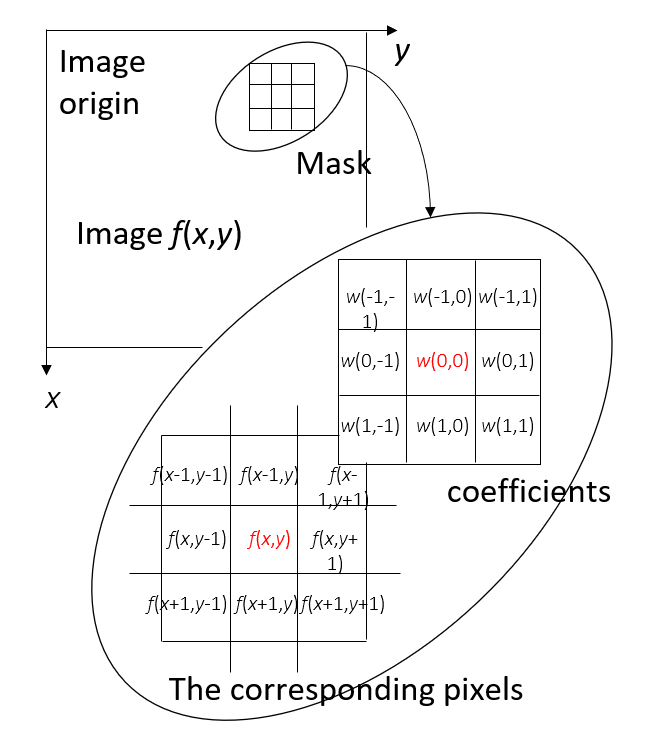 y
Image
origin
Mask
Image f(x,y)
x
w(-1,-
1)
w(-1,0)
w(-1,1)
w(0,-1)
w(0,0)
w(0,1)
w(1,-1)
w(1,0)
w(1,1)
coefficients
f(x-1,y-1)
f(x-1,y)
f(x-
1,y+1)
f(x,y-1)
f(x,y)
f(x,y+
1)
f(x+1,y-1)
f(x+1,y)
f(x+1,y+1)
The corresponding pixels